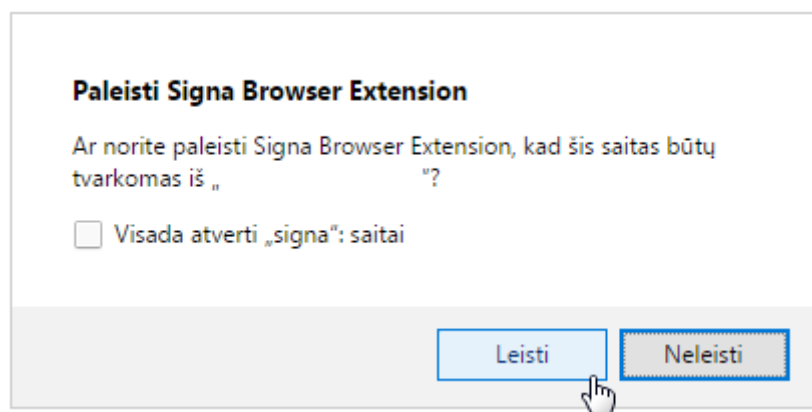 Paleisti Signa Browser Extension
Ar norite paleisti Signa Browser Extension, kad šis saitas būtų
tvarkomas iš „ "?
Visada atverti „signa“: saitai
Leisti Neleisti